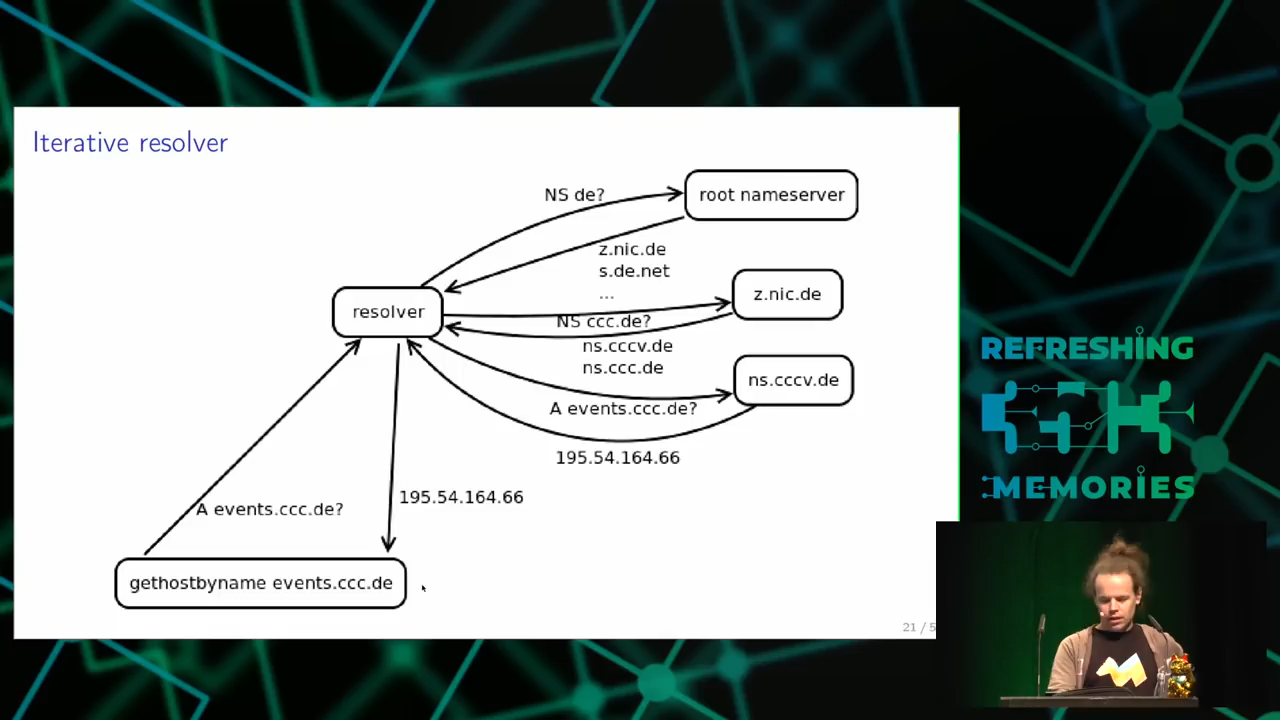 Iterative resolver
NS de?
root nameserver
z.nic.de
s.de.net
...
z.nic.de
resolver
NS ccc.de?
ns.cccv.de
ns.ccc.de
ns.cccv.de
A events.ccc.de?
195.54.164.66
195.54.164.66
A events.ccc.de?
gethostbyname events.ccc.de
21 / 5
REFRESHING
MEMORIES